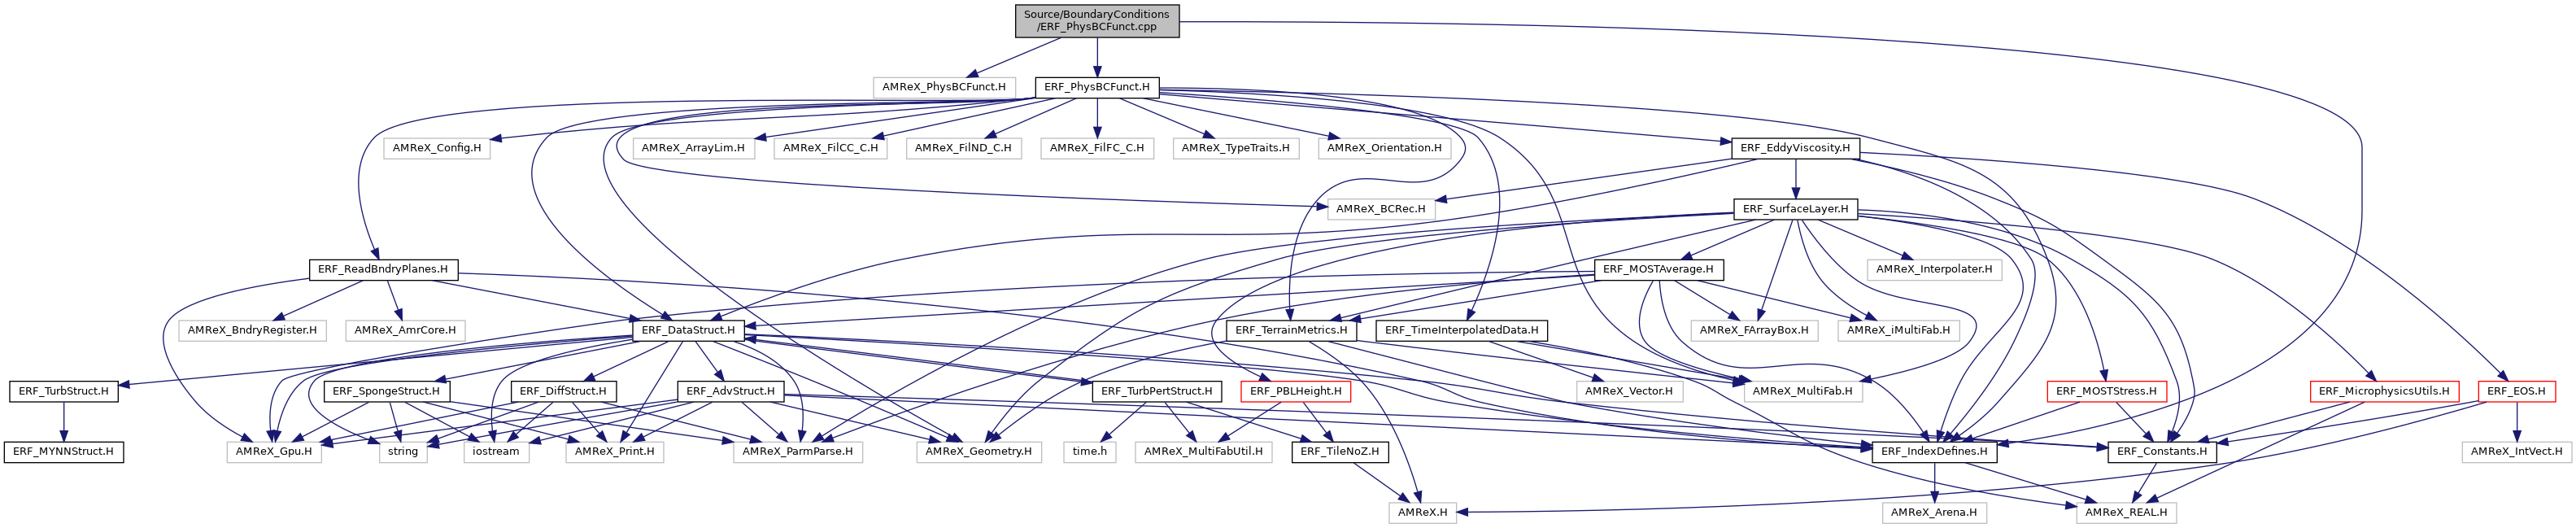 Source/BoundaryConditions
/ERF_PhysBCFunct.cpp
AMReX_PhysBCFunct.H
ERF_PhysBCFunct.H
AMReX_Config.H
AMReX_ArrayLim.H
AMReX_FilCC_C.H
AMReX_FilND_C.H
AMReX_FilFC_C.H
AMReX_TypeTraits.H
AMReX_Orientation.H
ERF_EddyViscosity.H
AMReX_BCRec.H
ERF_SurfaceLayer.H
ERF_ReadBndryPlanes.H
ERF_MOSTAverage.H
AMReX_Interpolater.H
AMReX_BndryRegister.H
AMReX_AmrCore.H
ERF_DataStruct.H
ERF_TerrainMetrics.H
ERF_TimeInterpolatedData.H
AMReX_FArrayBox.H
AMReX_iMultiFab.H
ERF_TurbStruct.H
ERF_SpongeStruct.H
ERF_DiffStruct.H
ERF_AdvStruct.H
ERF_TurbPertStruct.H
ERF_PBLHeight.H
AMReX_Vector.H
AMReX_MultiFab.H
ERF_MOSTStress.H
ERF_MicrophysicsUtils.H
ERF_EOS.H
ERF_MYNNStruct.H
AMReX_Gpu.H
string
iostream
AMReX_Print.H
AMReX_ParmParse.H
AMReX_Geometry.H
time.h
AMReX_MultiFabUtil.H
ERF_TileNoZ.H
ERF_IndexDefines.H
ERF_Constants.H
AMReX_IntVect.H
AMReX.H
AMReX_Arena.H
AMReX_REAL.H